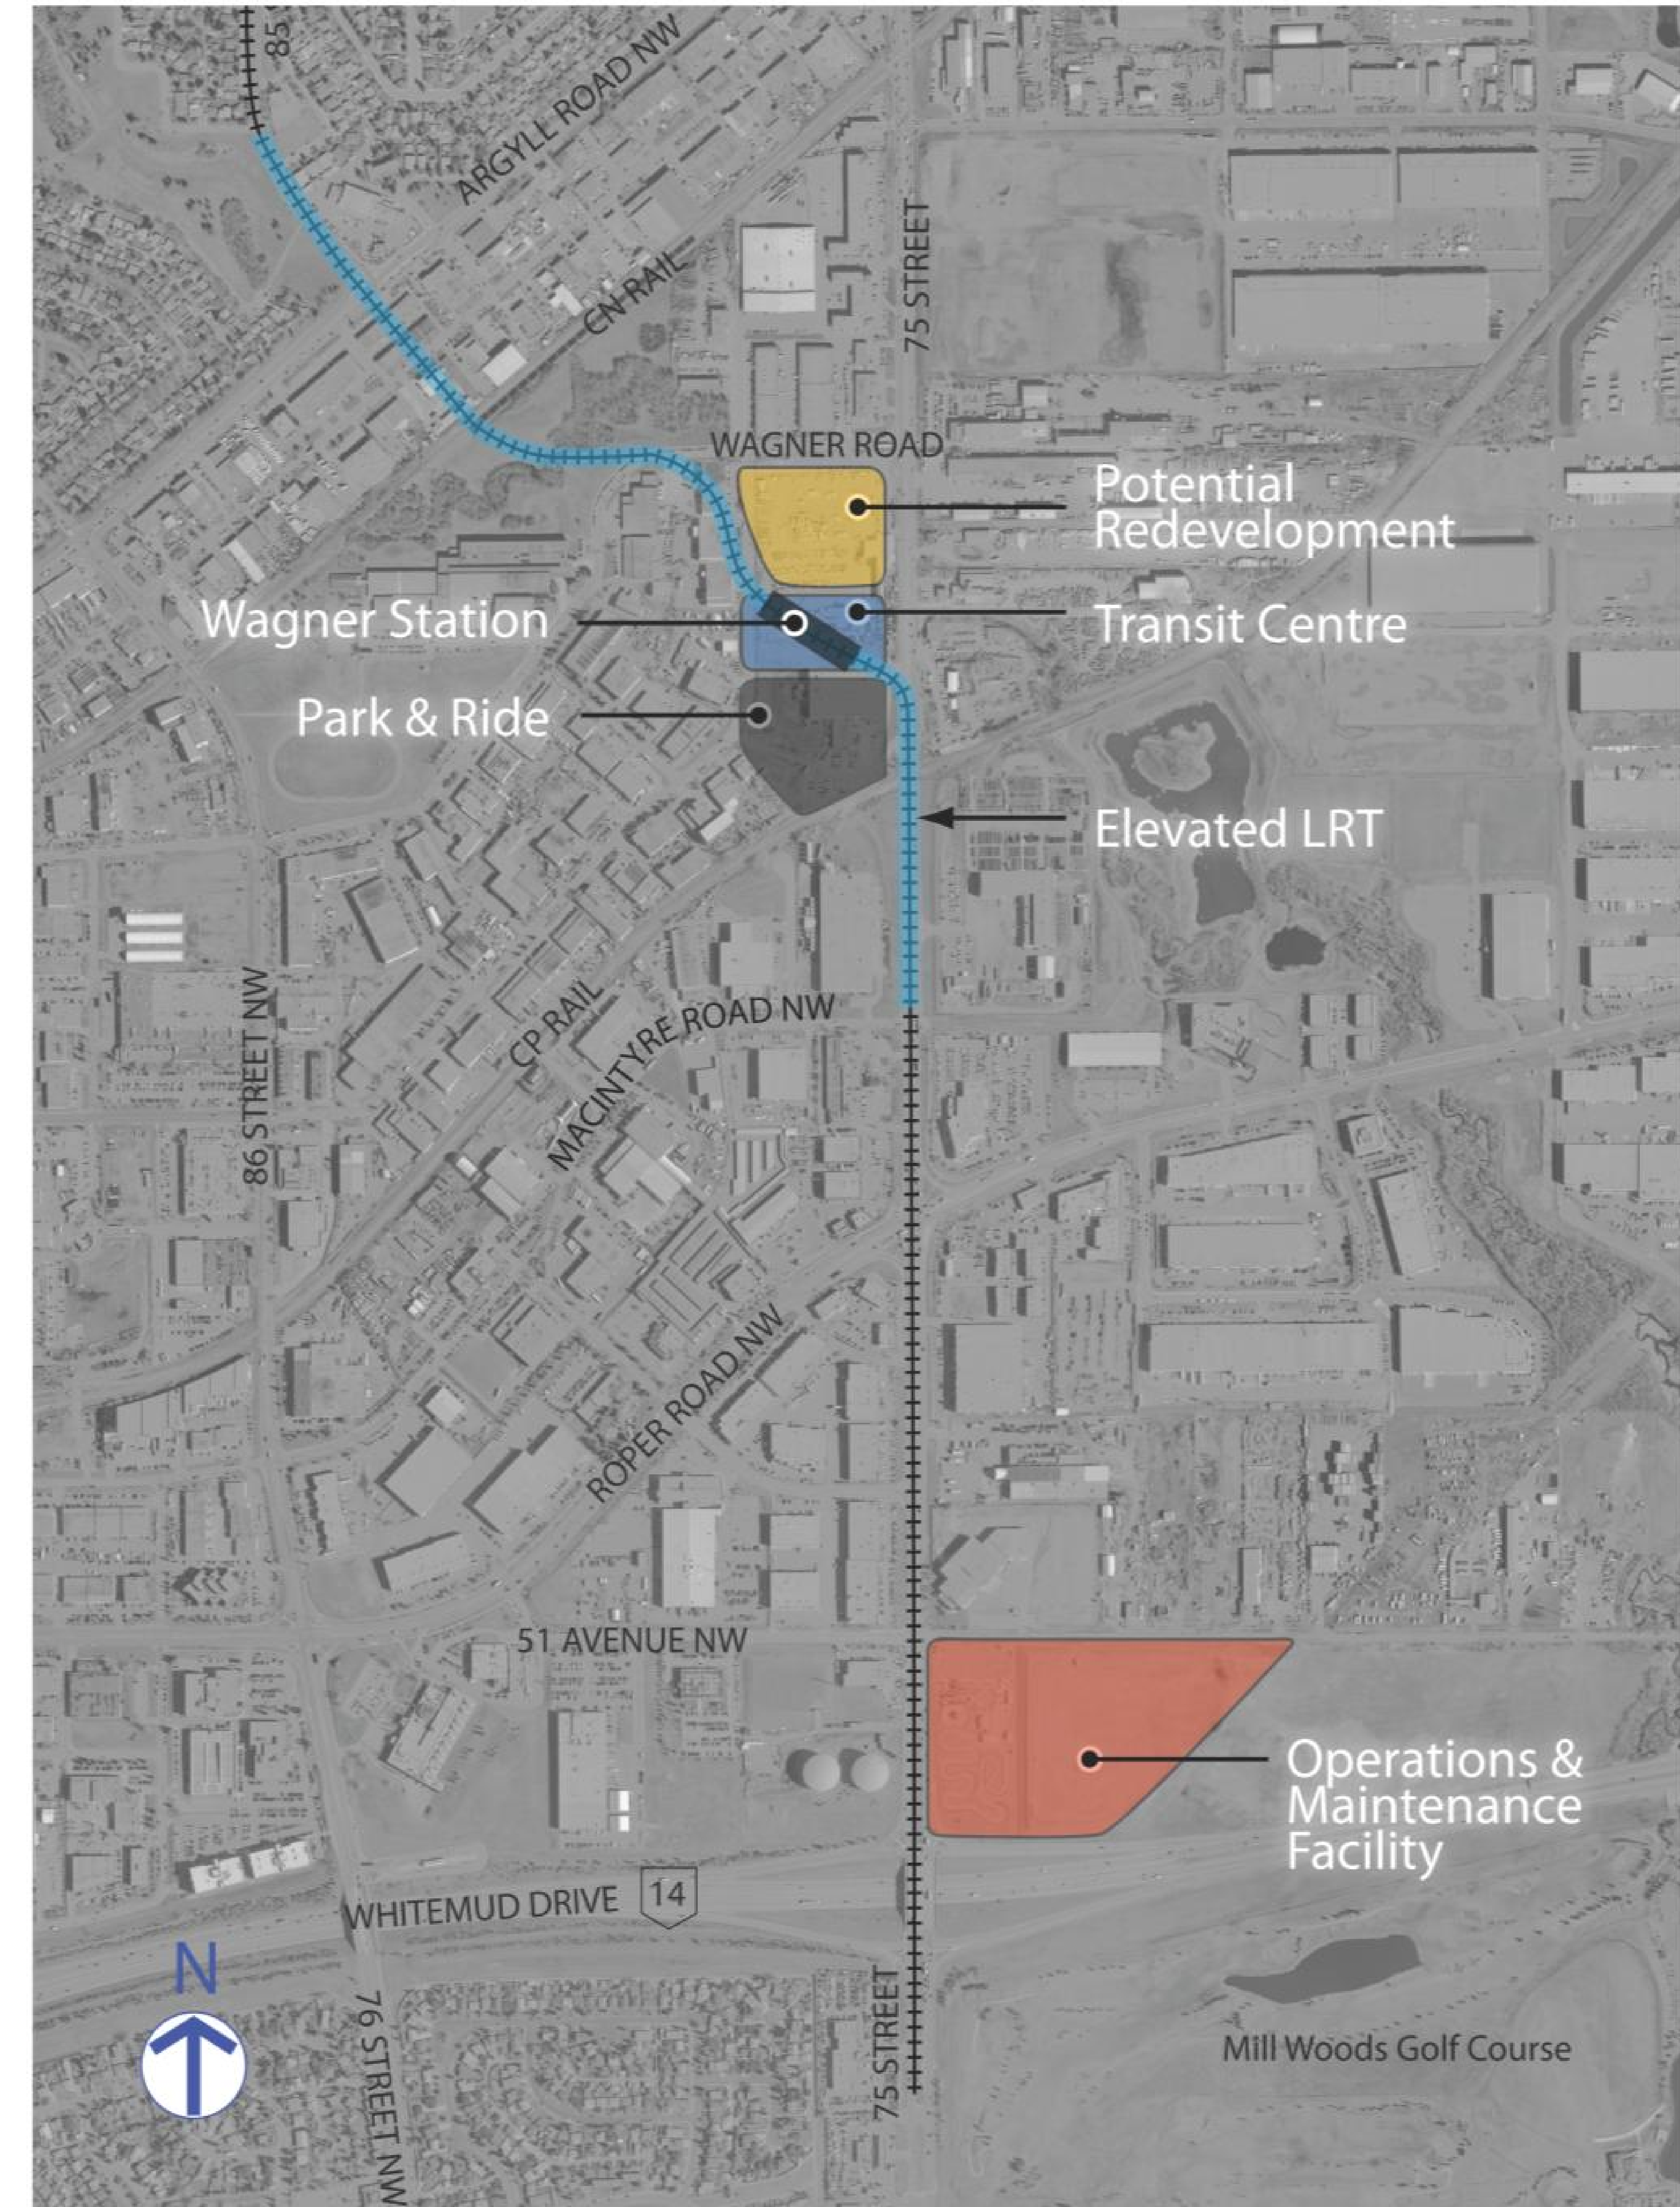 85
ARGYLL ROAD NW
CN RAIL
75 STREET
WAGNER ROAD
Potential
Redevelopment
Wagner Station
Transit Centre
Park & Ride
Elevated LRT
86 STREET NW
CP RAIL
MACINTYRE ROAD NW
ROPER ROAD NW
51 AVENUE NW
Operations &
Maintenance
Facility
WHITEMUD DRIVE 14
N
76 STREET NW
75 STREET
Mill Woods Golf Course